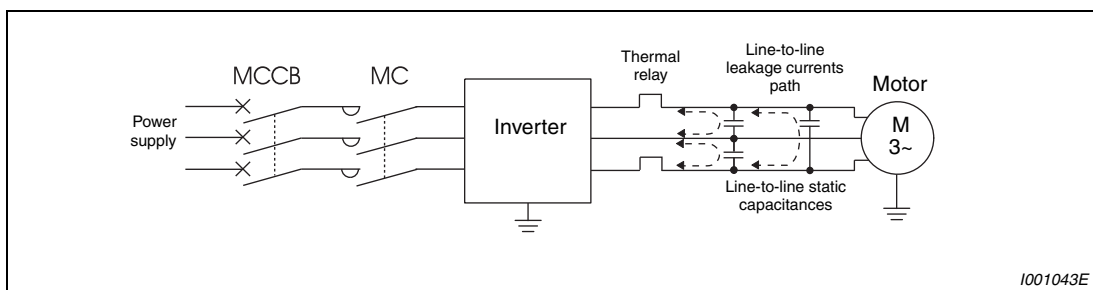 MCCB
MC
Power
supply
Inverter
Thermal
relay
Line-to-line
leakage currents
path
Motor
M
3~
Line-to-line static
capacitances
I001043E